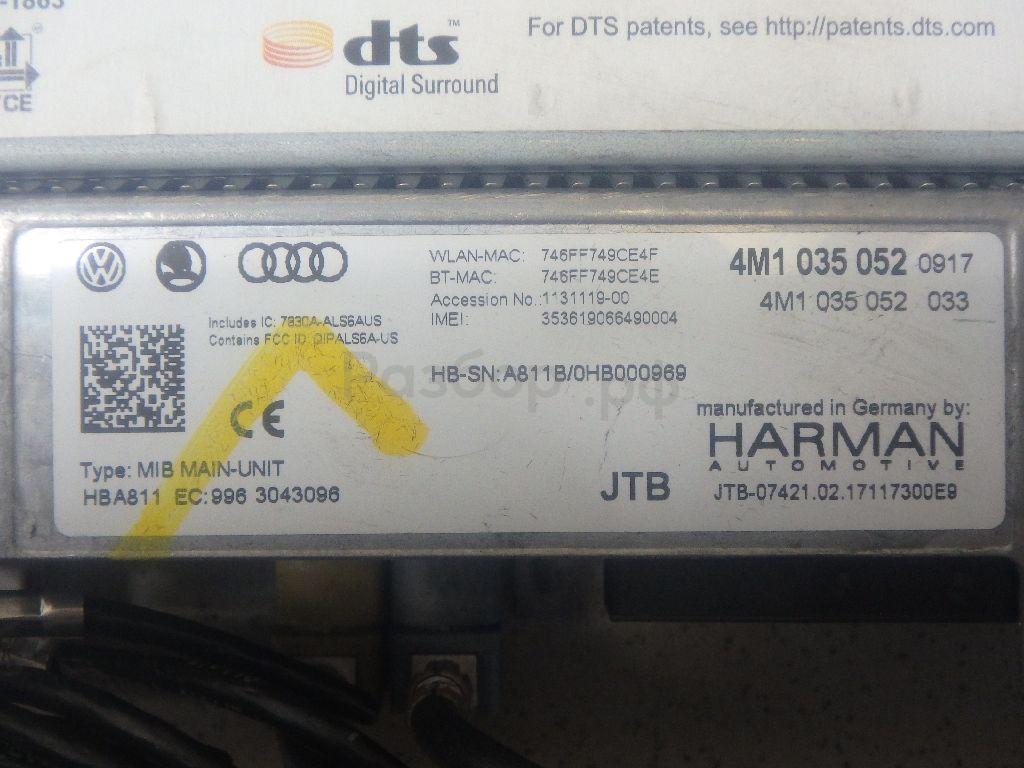 For DTS patents, see http://patents.dts.com
dts™
Digital Surround
WLAN-MAC: 746FF749CE4F
BT-MAC: 746FF749CE4E
Accession No.:1131119-00
IMEI: 353619066490004
4M1 035 052 0917
4M1 035 052 033
Includes IC: 7830A-ALS6AUS
Contains FCC ID: QIPALS6A-US
Разбор.рф
HB-SN:A811B/0HB000969
CE
manufactured in Germany by:
HARMAN
AUTOMOTIVE
Type: MIB MAIN-UNIT
HBA811 EC:996 3043096
JTB
JTB-07421.02.17117300E9